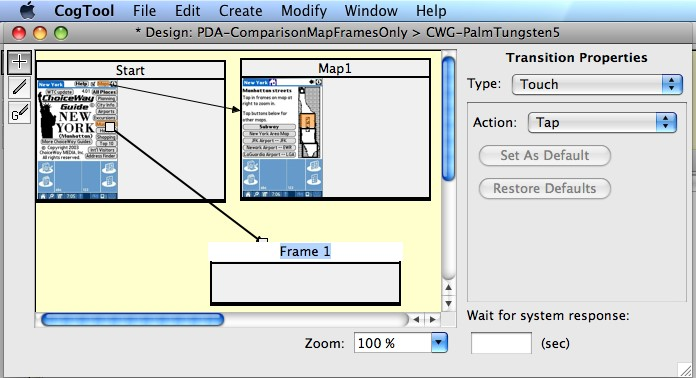 CogTool File Edit Create Modify Window Help
* Design: PDA-ComparisonMapFramesOnly > CWG-PalmTungsten5
Start
New York
Help
WTC update 4.01 All Places
ChoiceWay
Guide
NEW
YORK
(Manhattan)
More ChoiceWay Guides
© Copyright 2003
ChoiceWay MEDIA, Inc.
All rights reserved.
Planning
City Info.
Airports
Excursions
Shopping
Top 10
Int'l Visitors
Address Finder
Map1
New York
Manhattan streets
Tap in frames on map at
right to zoom in.
Tap buttons below for
other maps.
Subway
New York Area Map
JFK Airport -- JFK
Newark Airport -- EWR
LaGuardia Airport -- LGA
Frame 1
Transition Properties
Type: Touch
Action: Tap
Set As Default
Restore Defaults
Wait for system response:
(sec)
Zoom: 100 %